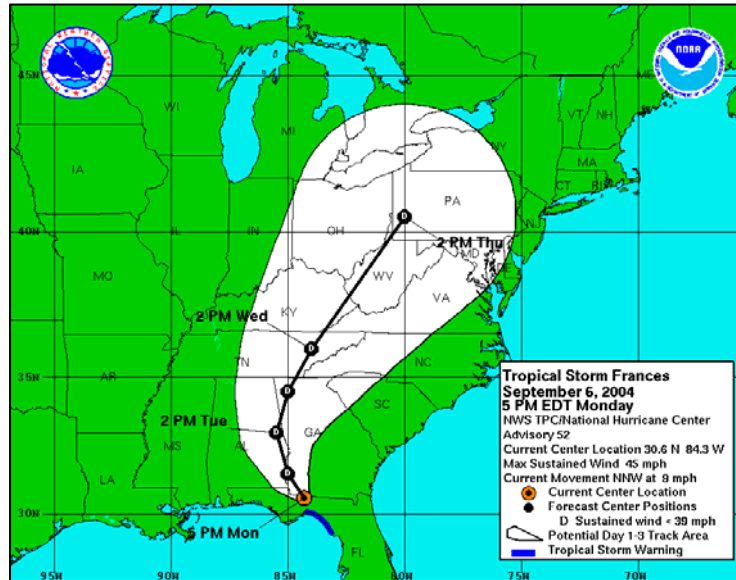 NATIONAL WEATHER SERVICE
NOAA
45N
ME
WI
VT
NH
MI
NY
MA
IA
CT
RI
PA
40N
IL
IN
OH
NJ
2 PM Thu
MD
DE
MO
WV
VA
KY
2 PM Wed
TN
NC
35N
AR
SC
2 PM Tue
MS
AL
GA
LA
5 PM Mon
30N
FL
95W
90W
85W
80W
75W
70W
D
D
D
D
D
Tropical Storm Frances
September 6, 2004
5 PM EDT Monday
NWS TPC/National Hurricane Center
Advisory 52
Current Center Location 30.6 N 84.3 W
Max Sustained Wind 45 mph
Current Movement NNW at 9 mph
Current Center Location
Forecast Center Positions
D Sustained wind < 39 mph
Potential Day 1-3 Track Area
Tropical Storm Warning